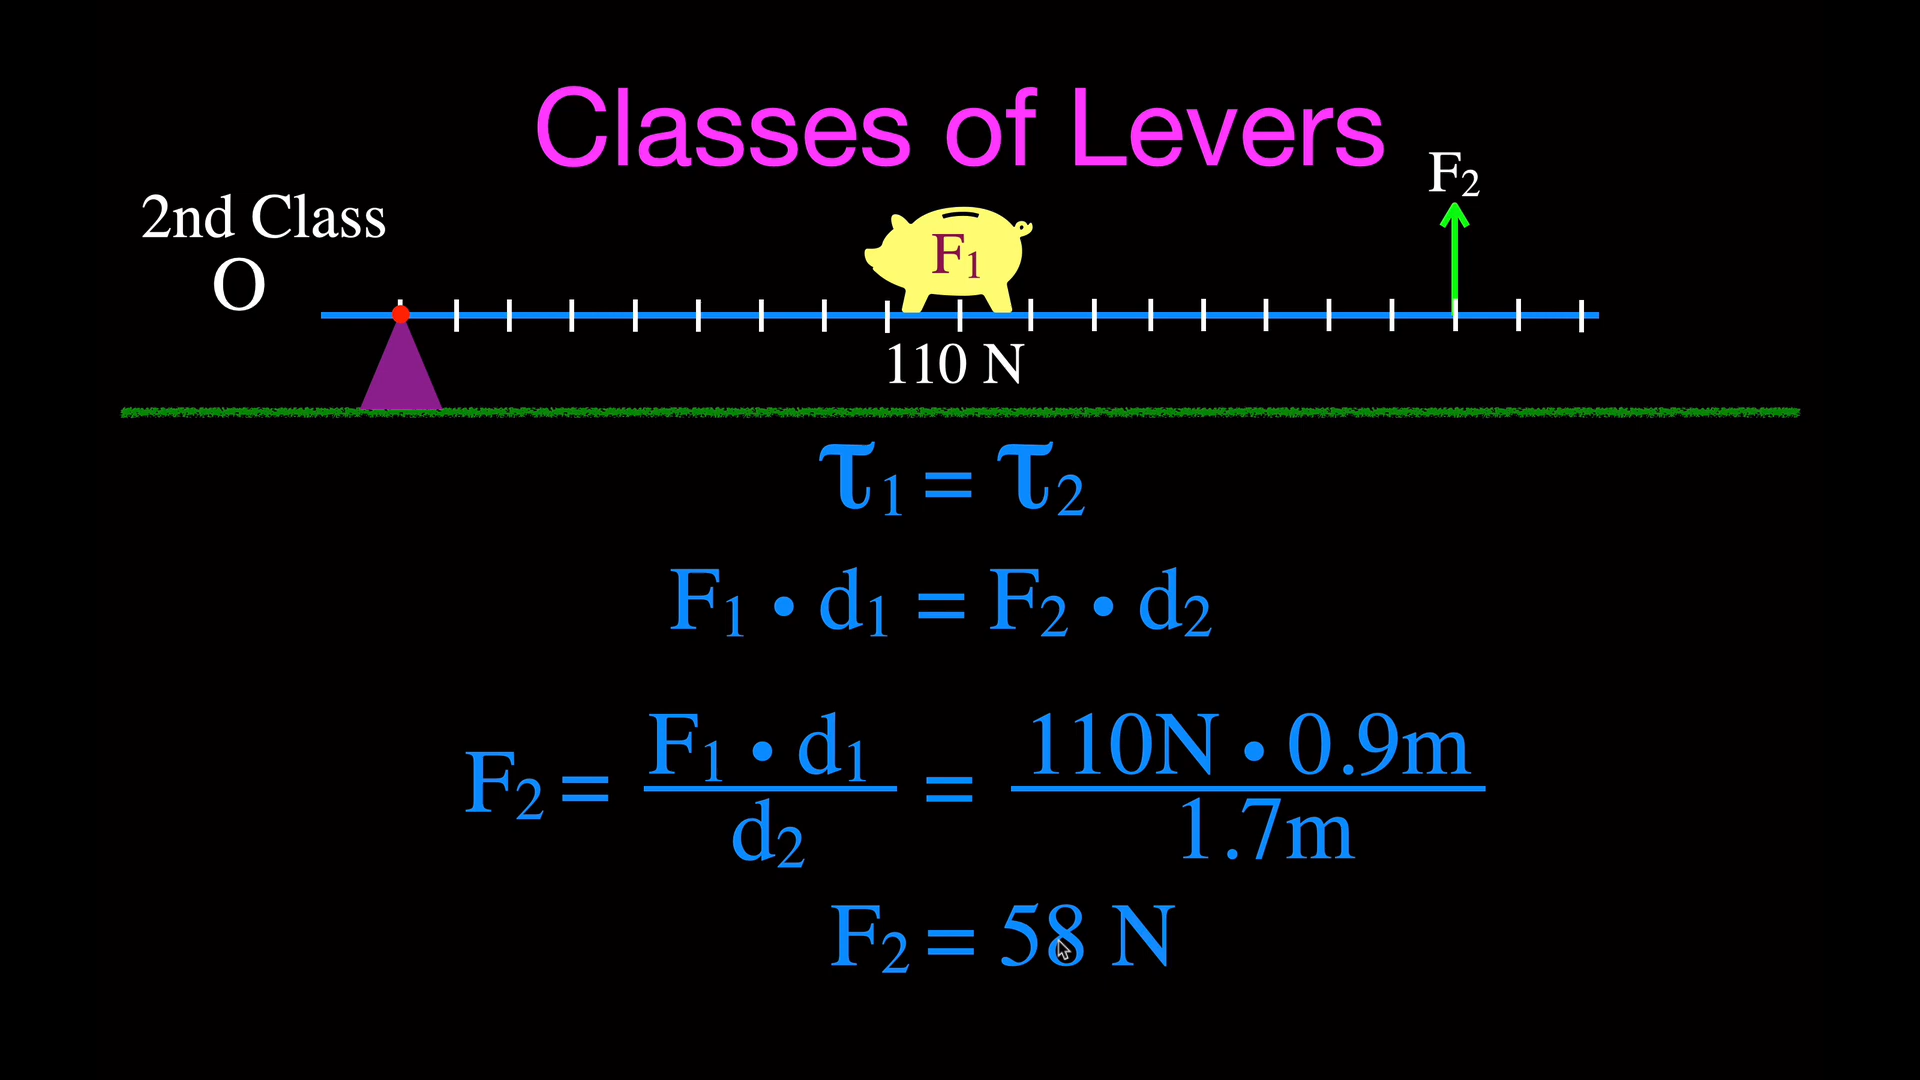 Classes of Levers
F₂
2nd Class
O
F₁
110 N
τ₁ = τ₂
F₁ • d₁ = F₂ • d₂
F₂ = F₁ • d₁ / d₂ = 110N • 0.9m / 1.7m
F₂ = 58 N